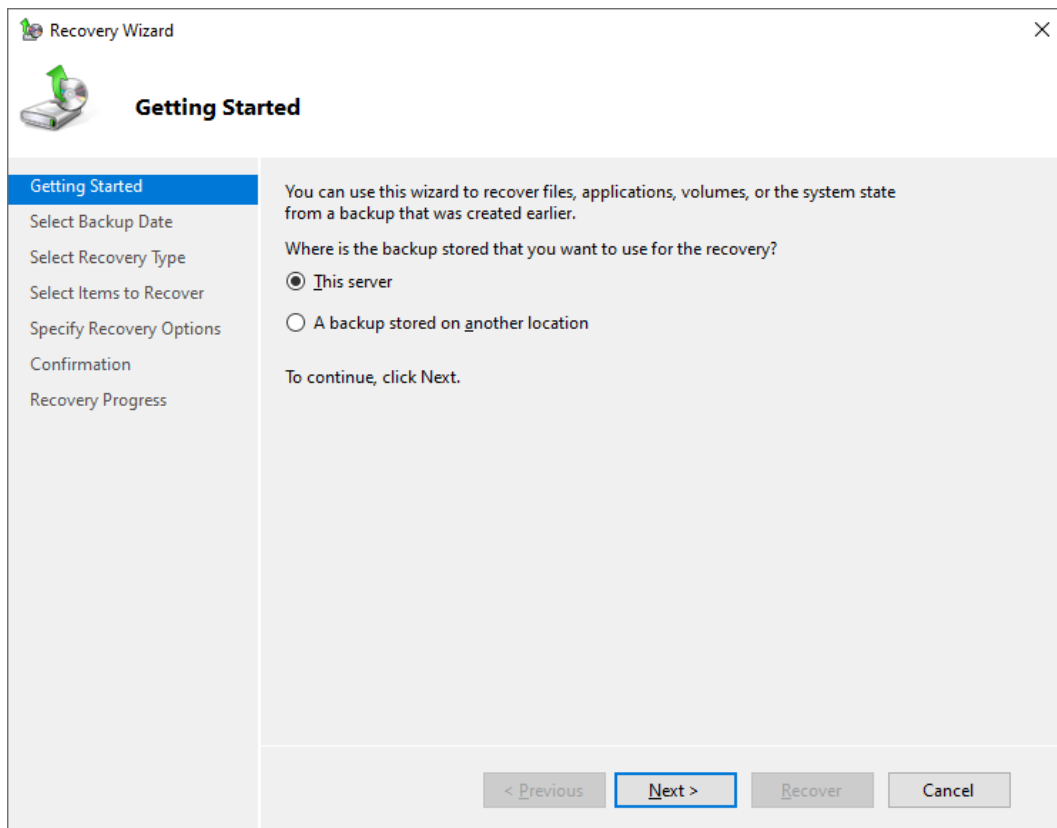 Recovery Wizard
Getting Started
Getting Started
Select Backup Date
Select Recovery Type
Select Items to Recover
Specify Recovery Options
Confirmation
Recovery Progress
You can use this wizard to recover files, applications, volumes, or the system state
from a backup that was created earlier.
Where is the backup stored that you want to use for the recovery?
This server
A backup stored on another location
To continue, click Next.
< Previous
Next >
Recover
Cancel